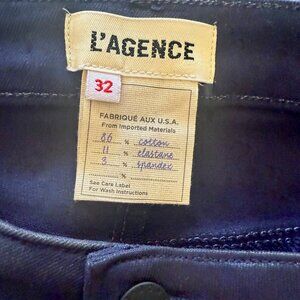 L'AGENCE
32
FABRIQUÉ AUX U.S.A.
From Imported Materials
86 % cotton
11 % elastane
3 % spandex
See Care Label
For Wash Instructions